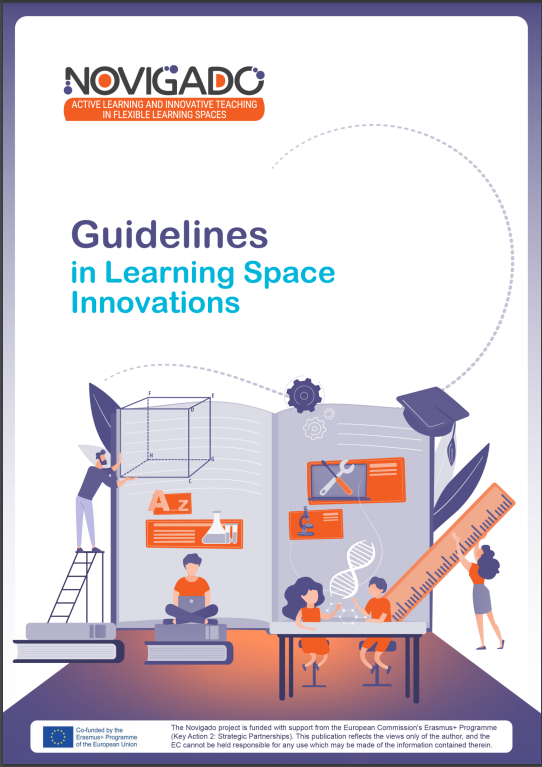 NOVIGADO
ACTIVE LEARNING AND INNOVATIVE TEACHING
IN FLEXIBLE LEARNING SPACES
Guidelines
in Learning Space
Innovations
F
E
D
H
G
C
A z
Co-funded by the
Erasmus+ Programme
of the European Union
The Novigado project is funded with support from the European Commission's Erasmus+ Programme
(Key Action 2: Strategic Partnerships). This publication reflects the views only of the author, and the
EC cannot be held responsible for any use which may be made of the information contained therein.